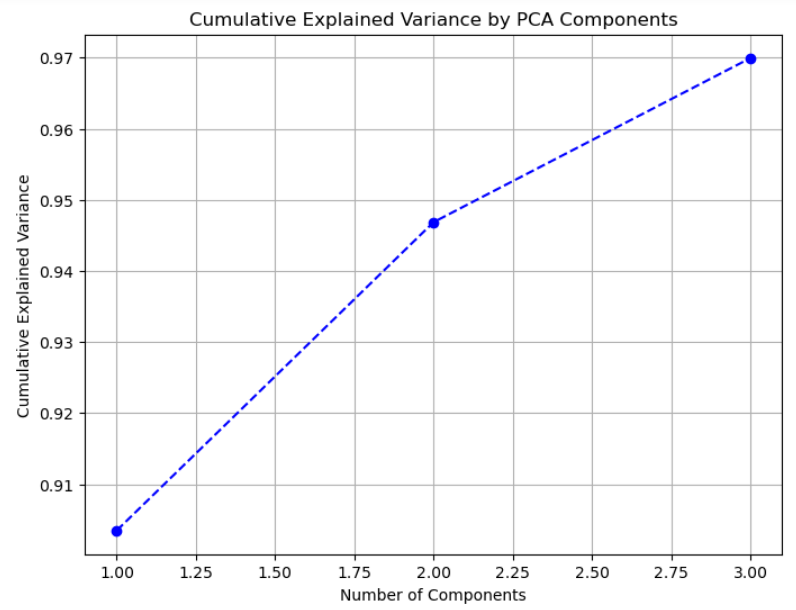 Cumulative Explained Variance by PCA Components
Cumulative Explained Variance
0.97
0.96
0.95
0.94
0.93
0.92
0.91
1.00 1.25 1.50 1.75 2.00 2.25 2.50 2.75 3.00
Number of Components